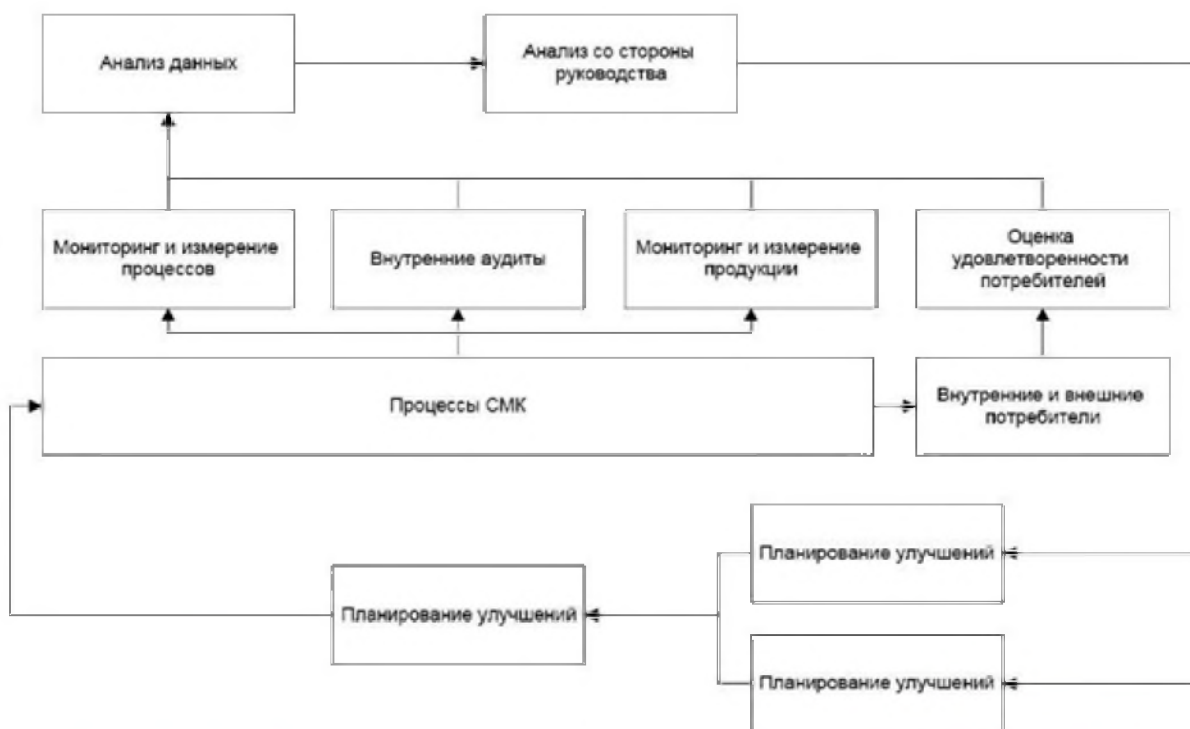 Анализ данных
Анализ со стороны
руководства
Мониторинг и измерение
процессов
Внутренние аудиты
Мониторинг и измерение
продукции
Оценка
удовлетворенности
потребителей
Процессы СМК
Внутренние и внешние
потребители
Планирование улучшений
Планирование улучшений
Планирование улучшений